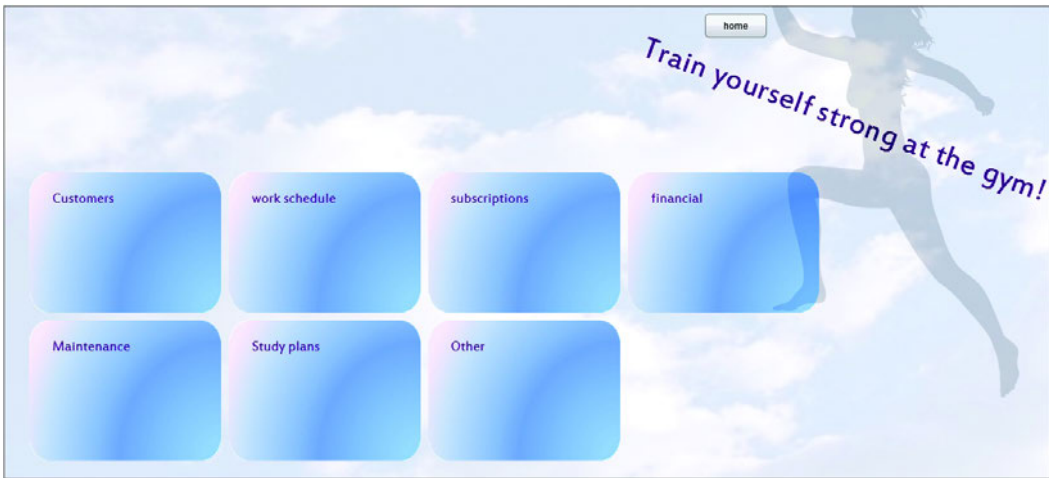 home
Train yourself strong at the gym!
Customers
work schedule
subscriptions
financial
Maintenance
Study plans
Other